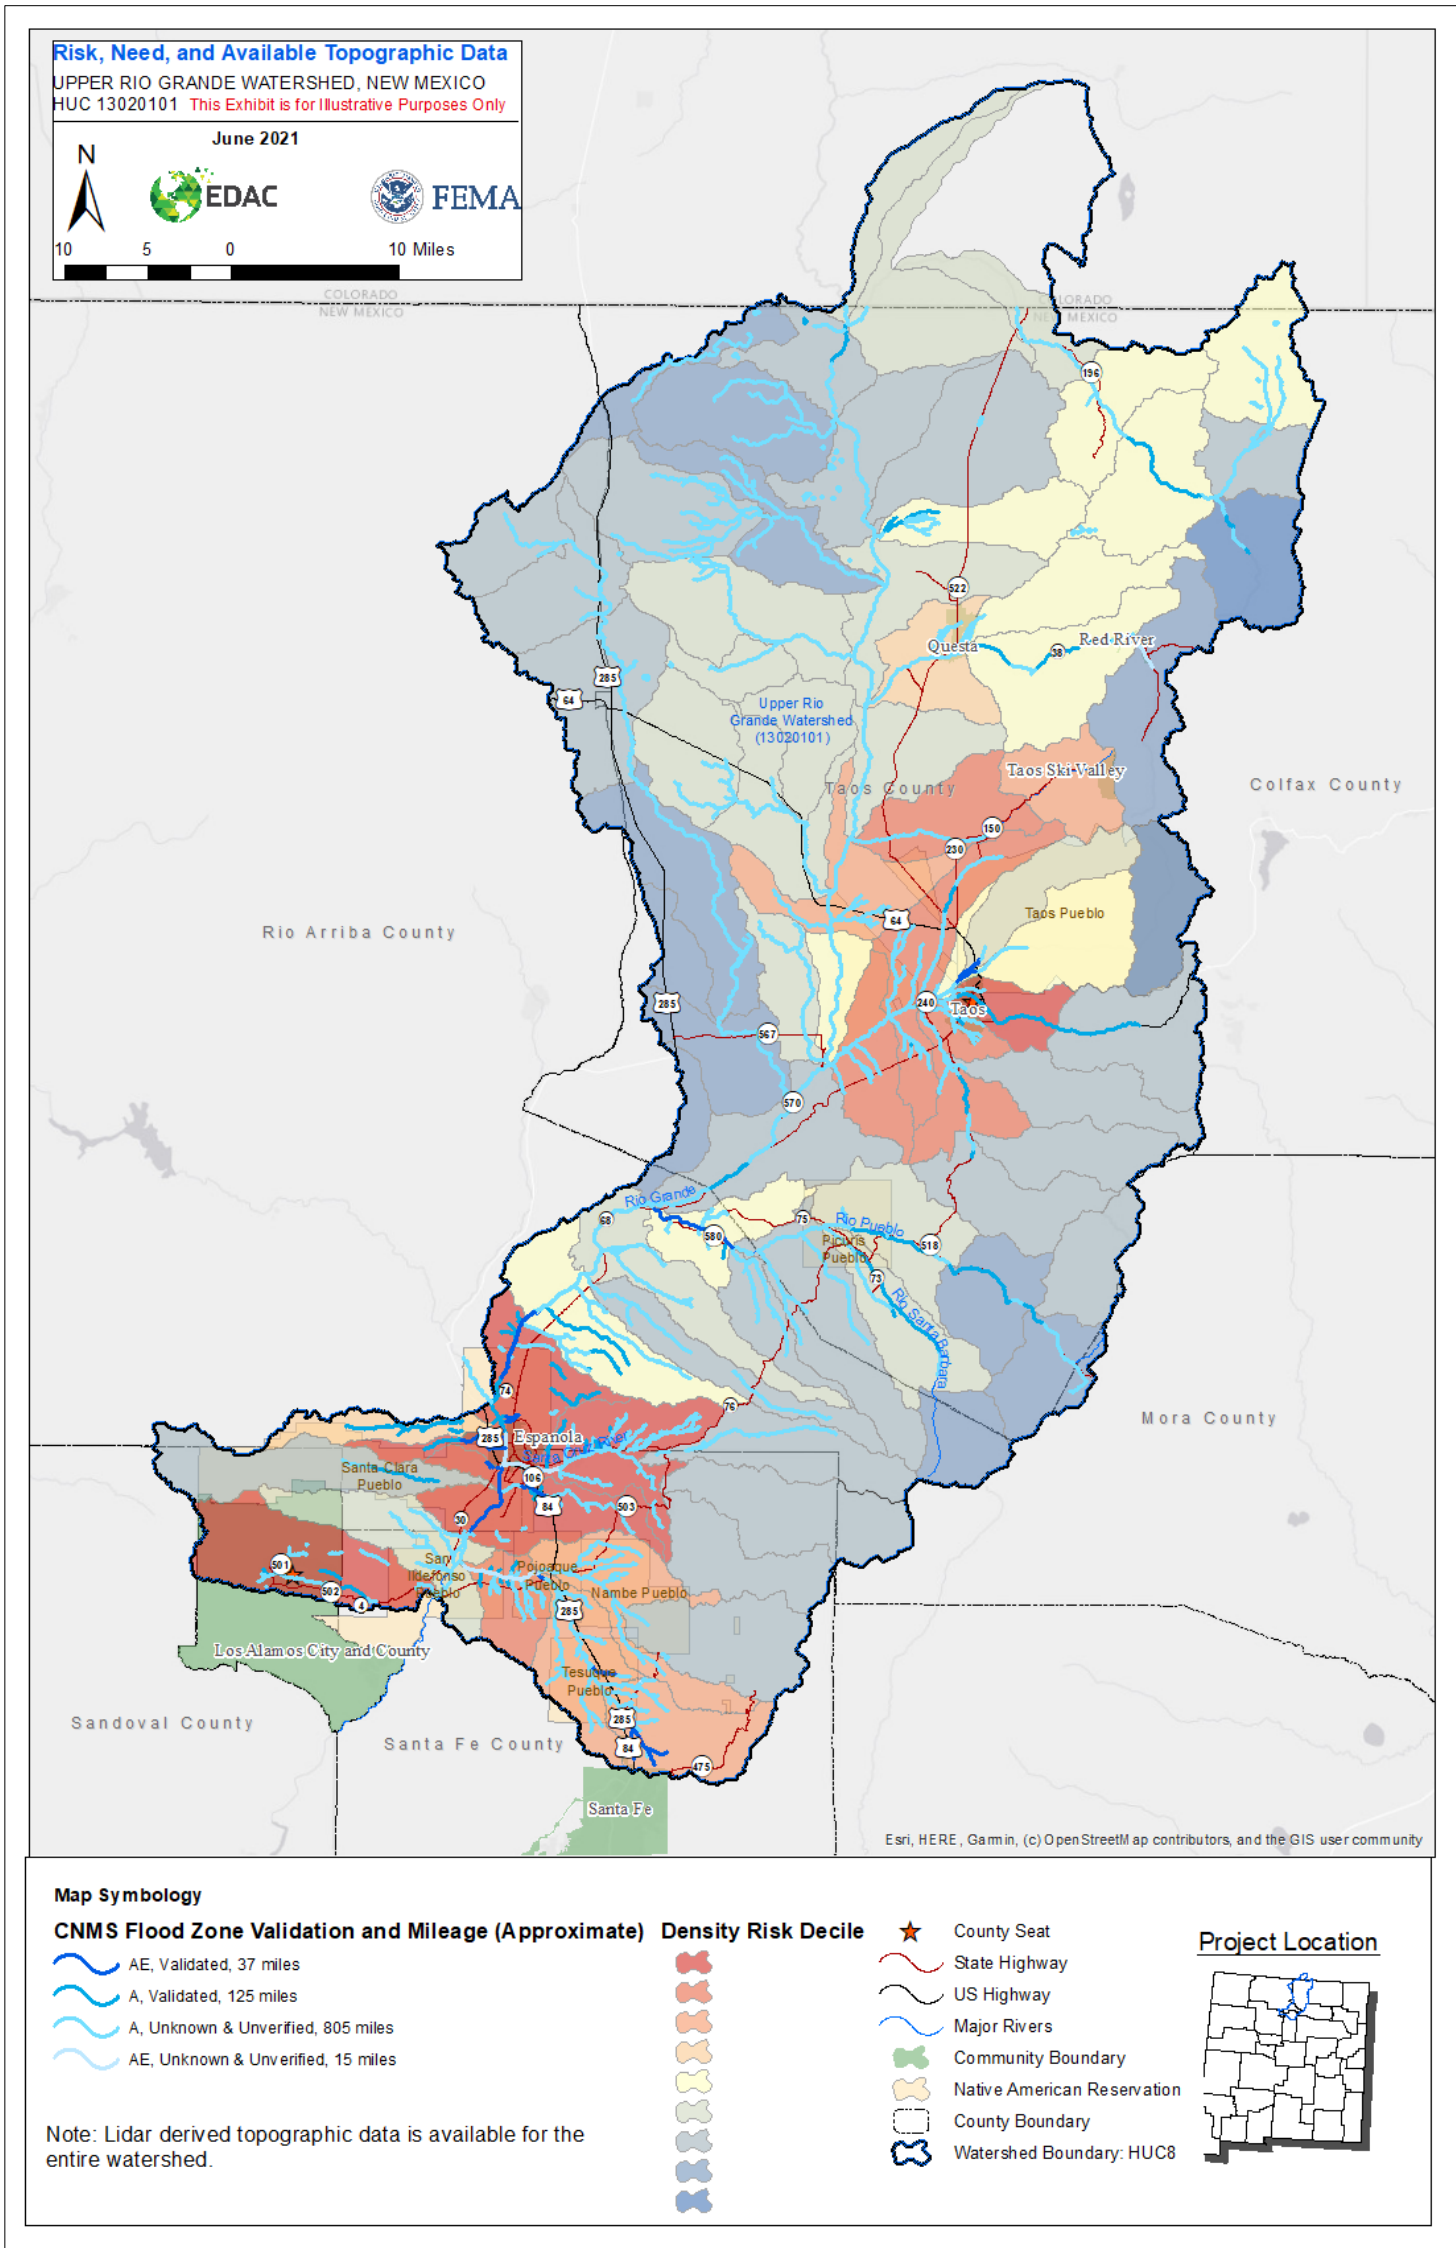 Risk, Need, and Available Topographic Data
UPPER RIO GRANDE WATERSHED, NEW MEXICO
HUC 13020101 This Exhibit is for Illustrative Purposes Only
June 2021
N
EDAC
FEMA
10 5 0 10 Miles
COLORADO
NEW MEXICO
COLORADO
NEW MEXICO
196
522
Questa
38
Red River
285
64
Upper Rio
Grande Watershed
(13020101)
Taos Ski Valley
Taos County
Colfax County
150
230
64
Taos Pueblo
Rio Arriba County
285
240
Taos
567
570
Rio Grande
68
580
75
Rio Pueblo
518
Picuris
Pueblo
73
Rio Santa Barbara
74
76
Mora County
285
Espanola
Santa Cruz River
Santa Clara
Pueblo
106
84
503
30
San
Ildefonso
Pueblo
Pojoaque
Pueblo
Nambe Pueblo
501
502
4
285
Los Alamos City and County
Tesuque
Pueblo
285
84
475
Sandoval County
Santa Fe County
Santa Fe
Esri, HERE, Garmin, (c) OpenStreetMap contributors, and the GIS user community
Map Symbology
CNMS Flood Zone Validation and Mileage (Approximate)
AE, Validated, 37 miles
A, Validated, 125 miles
A, Unknown & Unverified, 805 miles
AE, Unknown & Unverified, 15 miles
Note: Lidar derived topographic data is available for the
entire watershed.
Density Risk Decile
County Seat
State Highway
US Highway
Major Rivers
Community Boundary
Native American Reservation
County Boundary
Watershed Boundary: HUC8
Project Location